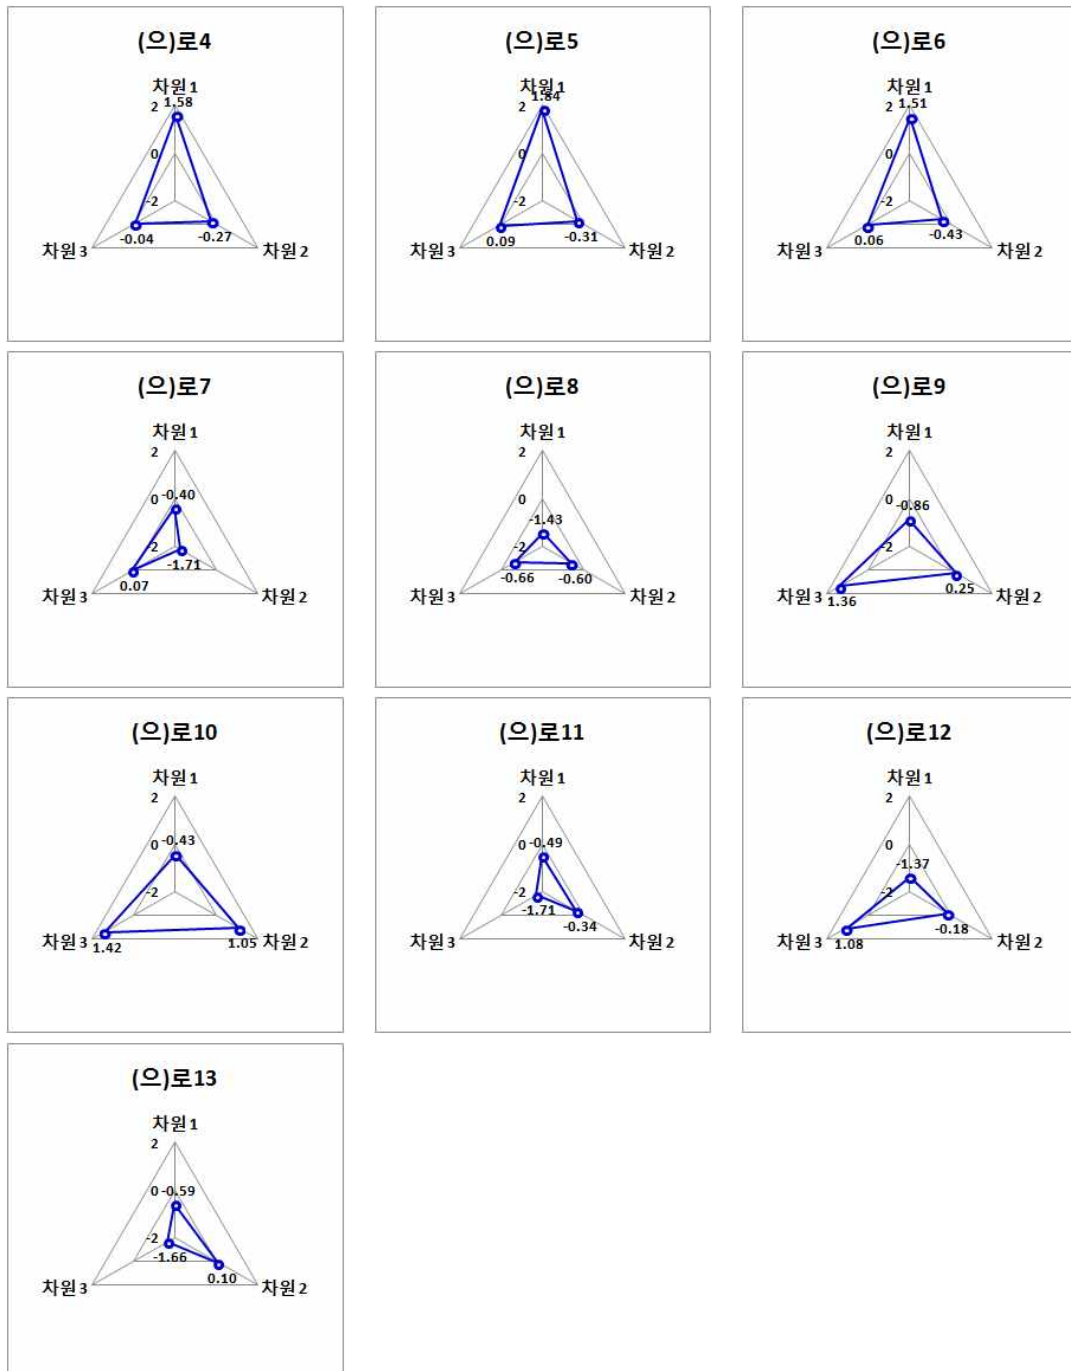 (으)로4
차원1
1.58
2
0
-2
-0.04
-0.27
차원3
차원2
(으)로5
차원1
1.84
2
0
-2
0.09
-0.31
차원3
차원2
(으)로6
차원1
1.51
2
0
-2
0.06
-0.43
차원3
차원2
(으)로7
차원1
2
0
-0.40
-2
-1.71
0.07
차원3
차원2
(으)로8
차원1
2
0
-1.43
-2
-0.66
-0.60
차원3
차원2
(으)로9
차원1
2
0
-0.86
-2
0.25
차원3
1.36
차원2
(으)로10
차원1
2
0
-0.43
-2
차원3
1.42
1.05
차원2
(으)로11
차원1
2
0
-0.49
-2
-1.71
-0.34
차원3
차원2
(으)로12
차원1
2
0
-1.37
-2
-0.18
차원3
1.08
차원2
(으)로13
차원1
2
0
-0.59
-2
-1.66
0.10
차원3
차원2